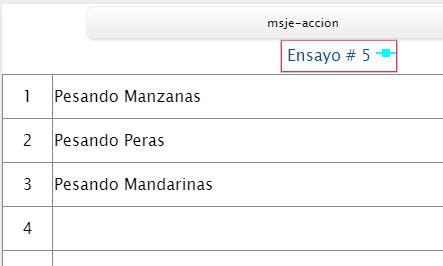 msje-accion
Ensayo # 5
1 Pesando Manzanas
2 Pesando Peras
3 Pesando Mandarinas
4